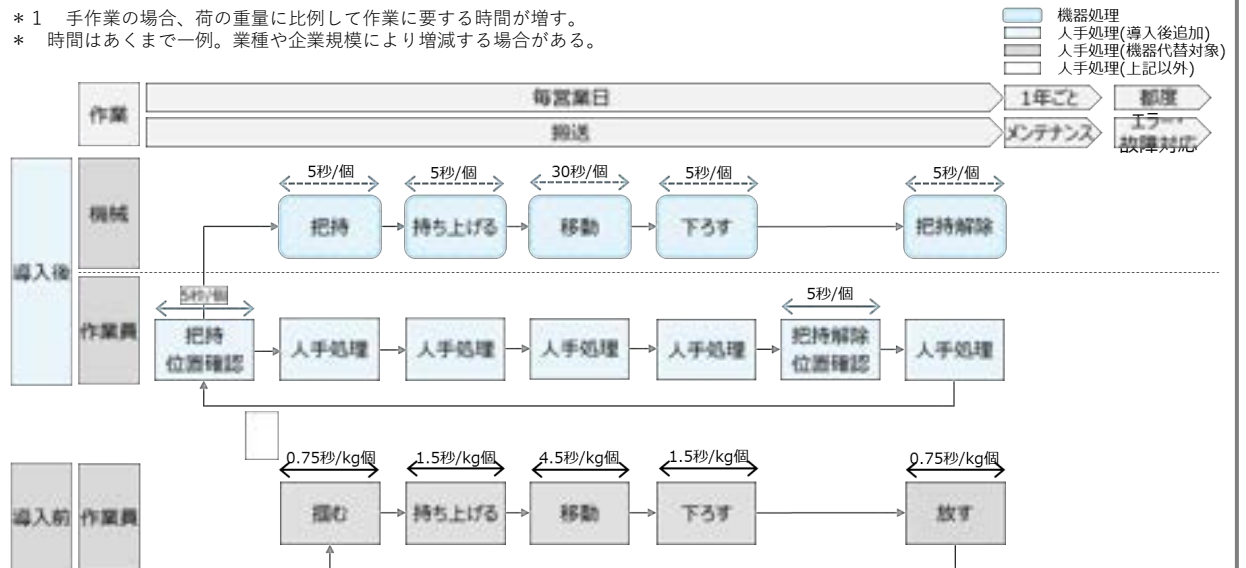 ＊1　手作業の場合、荷の重量に比例して作業に要する時間が増す。
＊　時間はあくまで一例。業種や企業規模により増減する場合がある。
機器処理
人手処理(導入後追加)
人手処理(機器代替対象)
人手処理(上記以外)
作業
毎営業日
1年ごと
都度
搬送
メンテナンス
エラー・
故障対応
導入後
機械
5秒/個
5秒/個
30秒/個
5秒/個
5秒/個
把持
持ち上げる
移動
下ろす
把持解除
作業員
5秒/個
5秒/個
把持
位置確認
人手処理
人手処理
人手処理
人手処理
把持解除
位置確認
人手処理
導入前
作業員
0.75秒/kg個
1.5秒/kg個
4.5秒/kg個
1.5秒/kg個
0.75秒/kg個
掴む
持ち上げる
移動
下ろす
放す